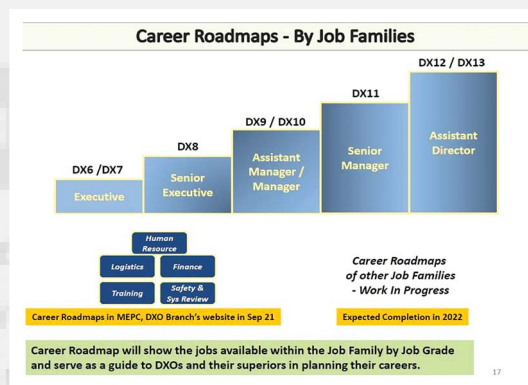 Career Roadmaps - By Job Families
DX12 / DX13
DX11
DX9 / DX10
DX8
DX6 /DX7
Executive
Senior
Executive
Assistant
Manager /
Manager
Senior
Manager
Assistant
Director
Human
Resource
Logistics
Finance
Training
Safety &
Sys Review
Career Roadmaps
of other Job Families
- Work In Progress
Career Roadmaps in MEPC, DXO Branch's website in Sep 21
Expected Completion in 2022
Career Roadmap will show the jobs available within the Job Family by Job Grade
and serve as a guide to DXOs and their superiors in planning their careers.
17